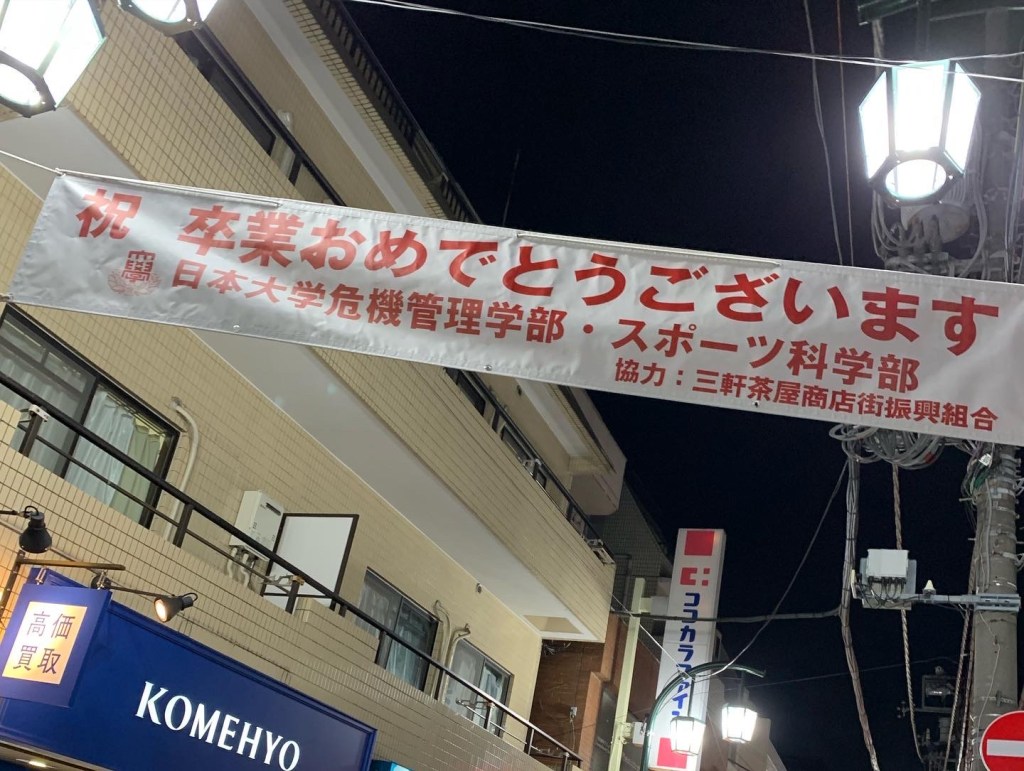 祝 卒業おめでとうございます
日本大学危機管理学部・スポーツ科学部
協力：三軒茶屋商店街振興組合
高価
買取
KOMEHYO
ココカラファイン